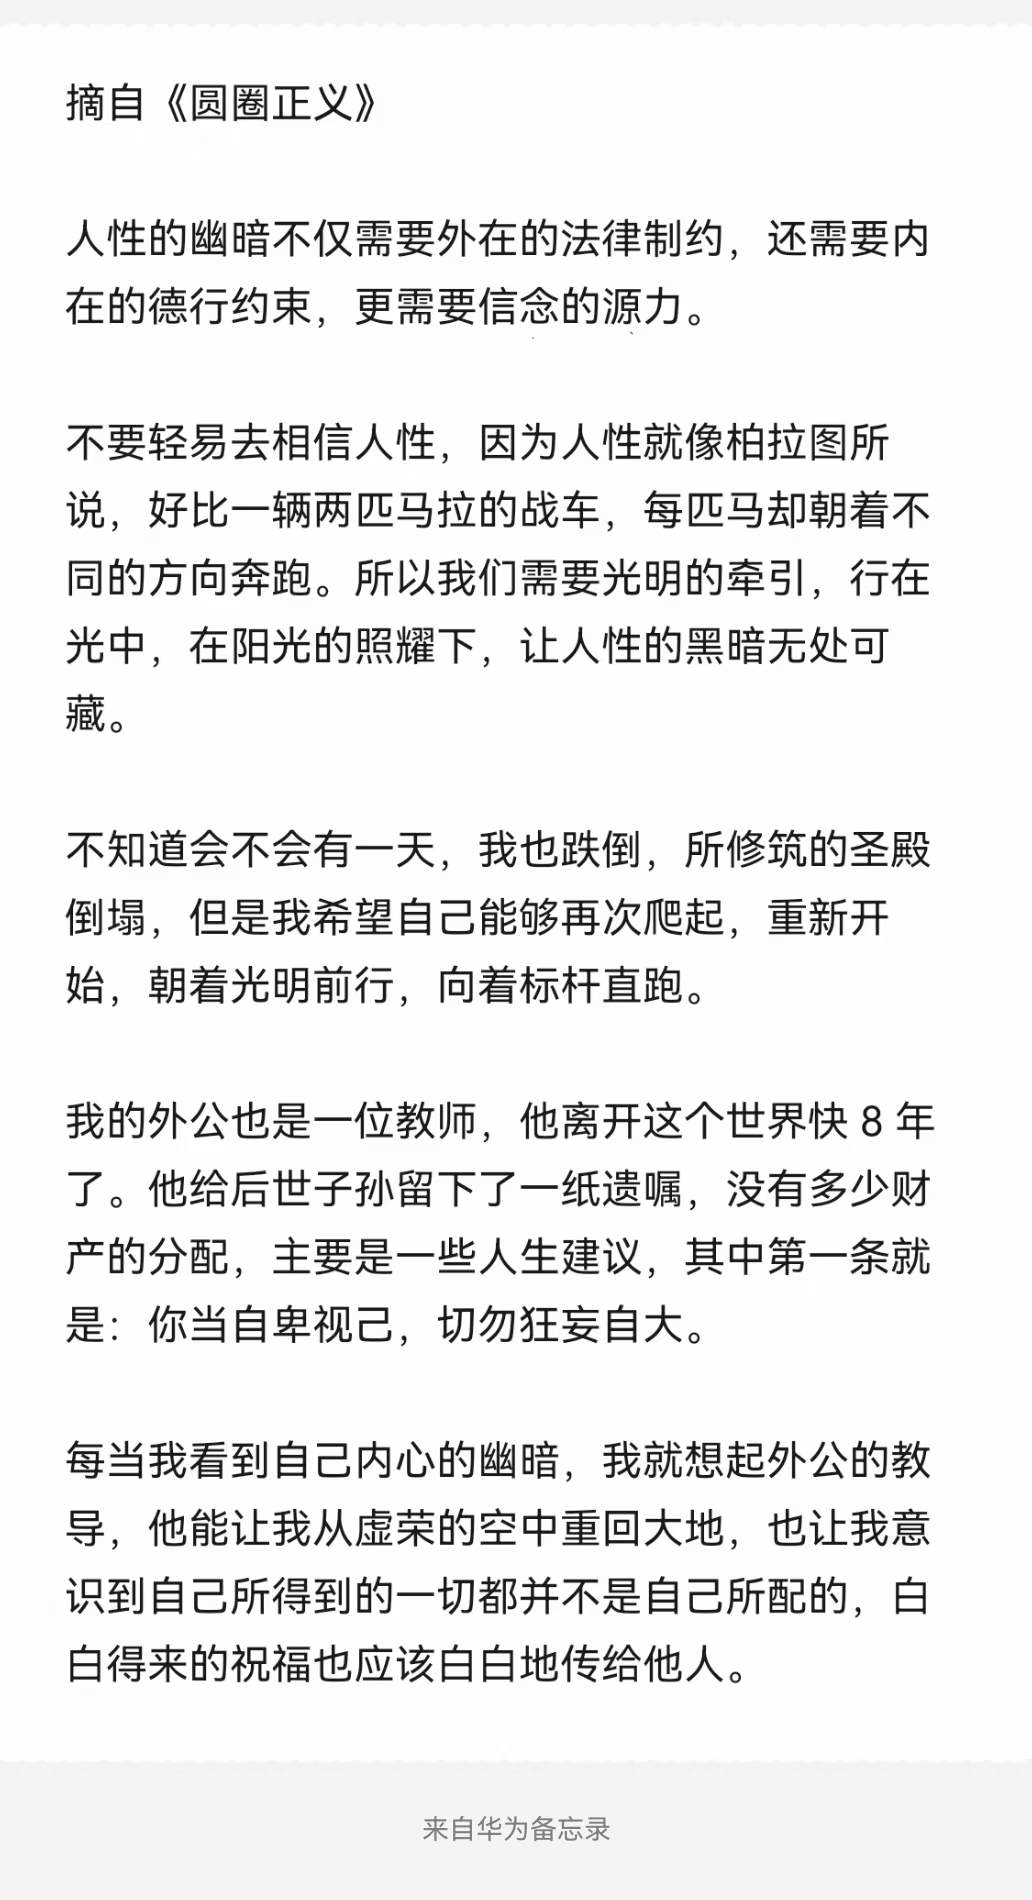 摘自《圆圈正义》
人性的幽暗不仅需要外在的法律制约，还需要内
在的德行约束，更需要信念的源力。
不要轻易去相信人性，因为人性就像柏拉图所
说，好比一辆两匹马拉的战车，每匹马却朝着不
同的方向奔跑。所以我们需要光明的牵引，行在
光中，在阳光的照耀下，让人性的黑暗无处可
藏。
不知道会不会有一天，我也跌倒，所修筑的圣殿
倒塌，但是我希望自己能够再次爬起，重新开
始，朝着光明前行，向着标杆直跑。
我的外公也是一位教师，他离开这个世界快 8 年
了。他给后世子孙留下了一纸遗嘱，没有多少财
产的分配，主要是一些人生建议，其中第一条就
是：你当自卑视己，切勿狂妄自大。
每当我看到自己内心的幽暗，我就想起外公的教
导，他能让我从虚荣的空中重回大地，也让我意
识到自己所得到的一切都并不是自己所配的，白
白得来的祝福也应该白白地传给他人。
来自华为备忘录